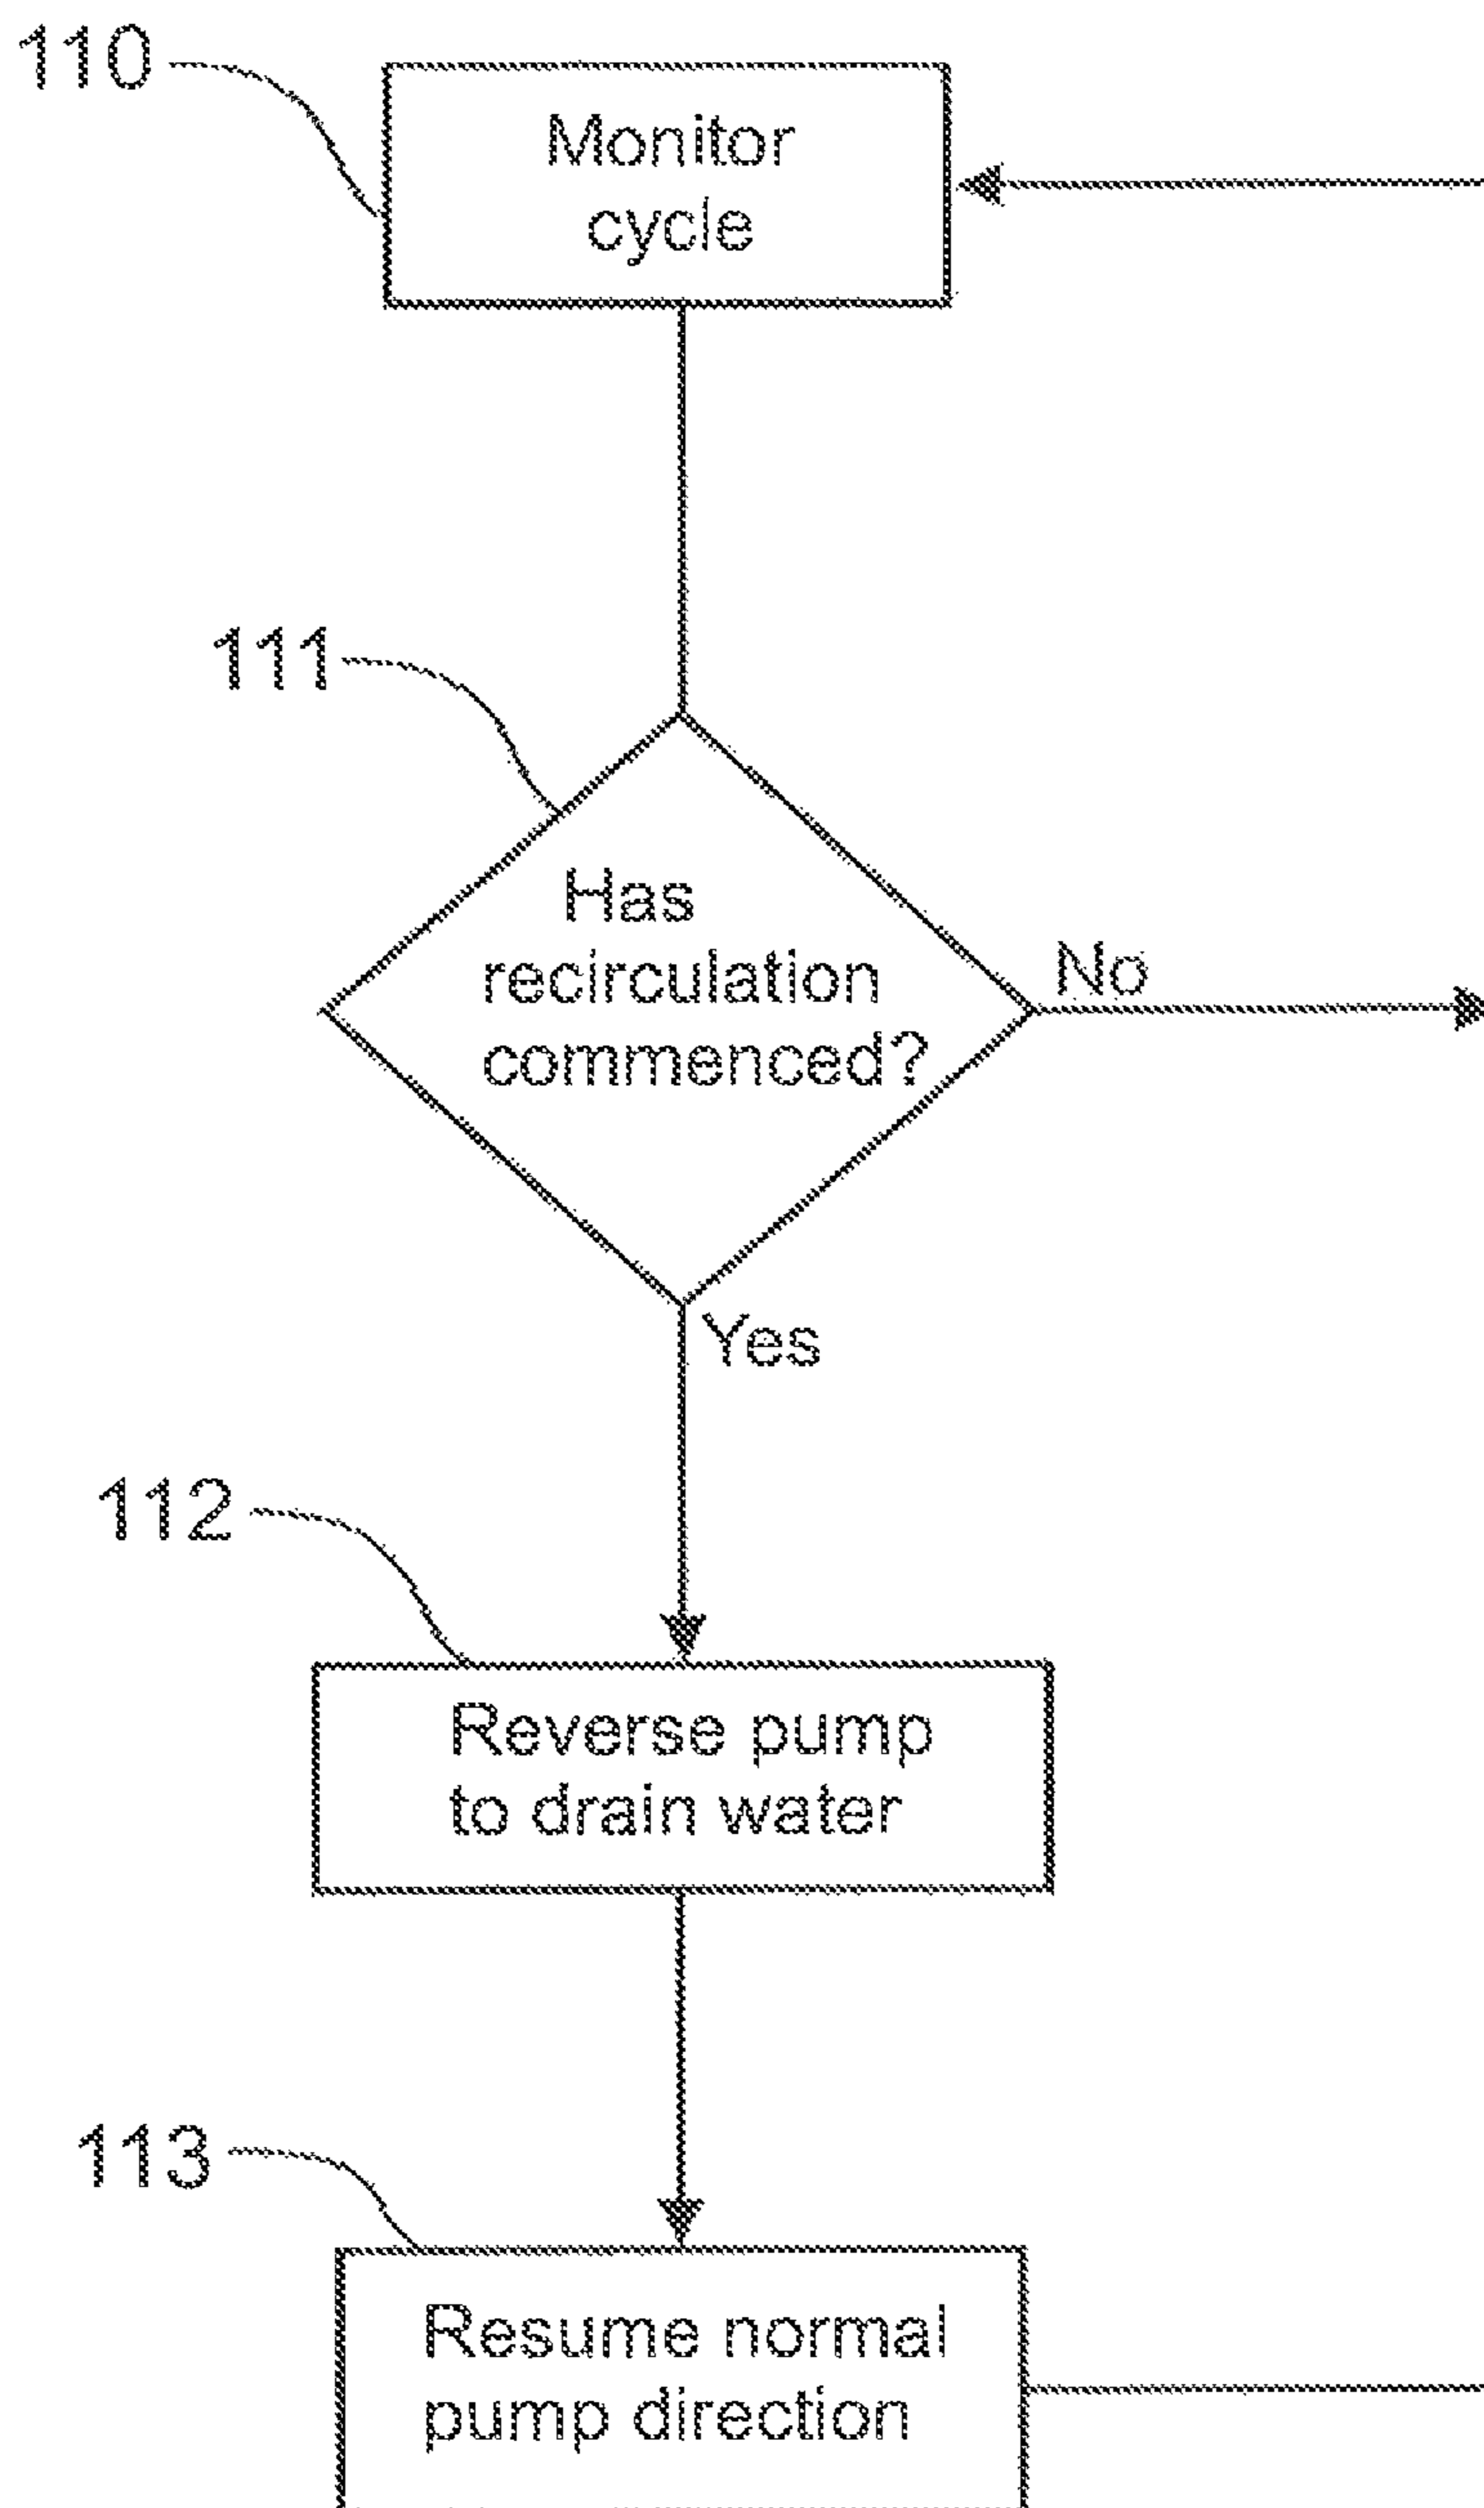 110
Monitor
cycle
111
Has
recirculation
commenced?
No
Yes
112
Reverse pump
to drain water
113
Resume normal
pump direction